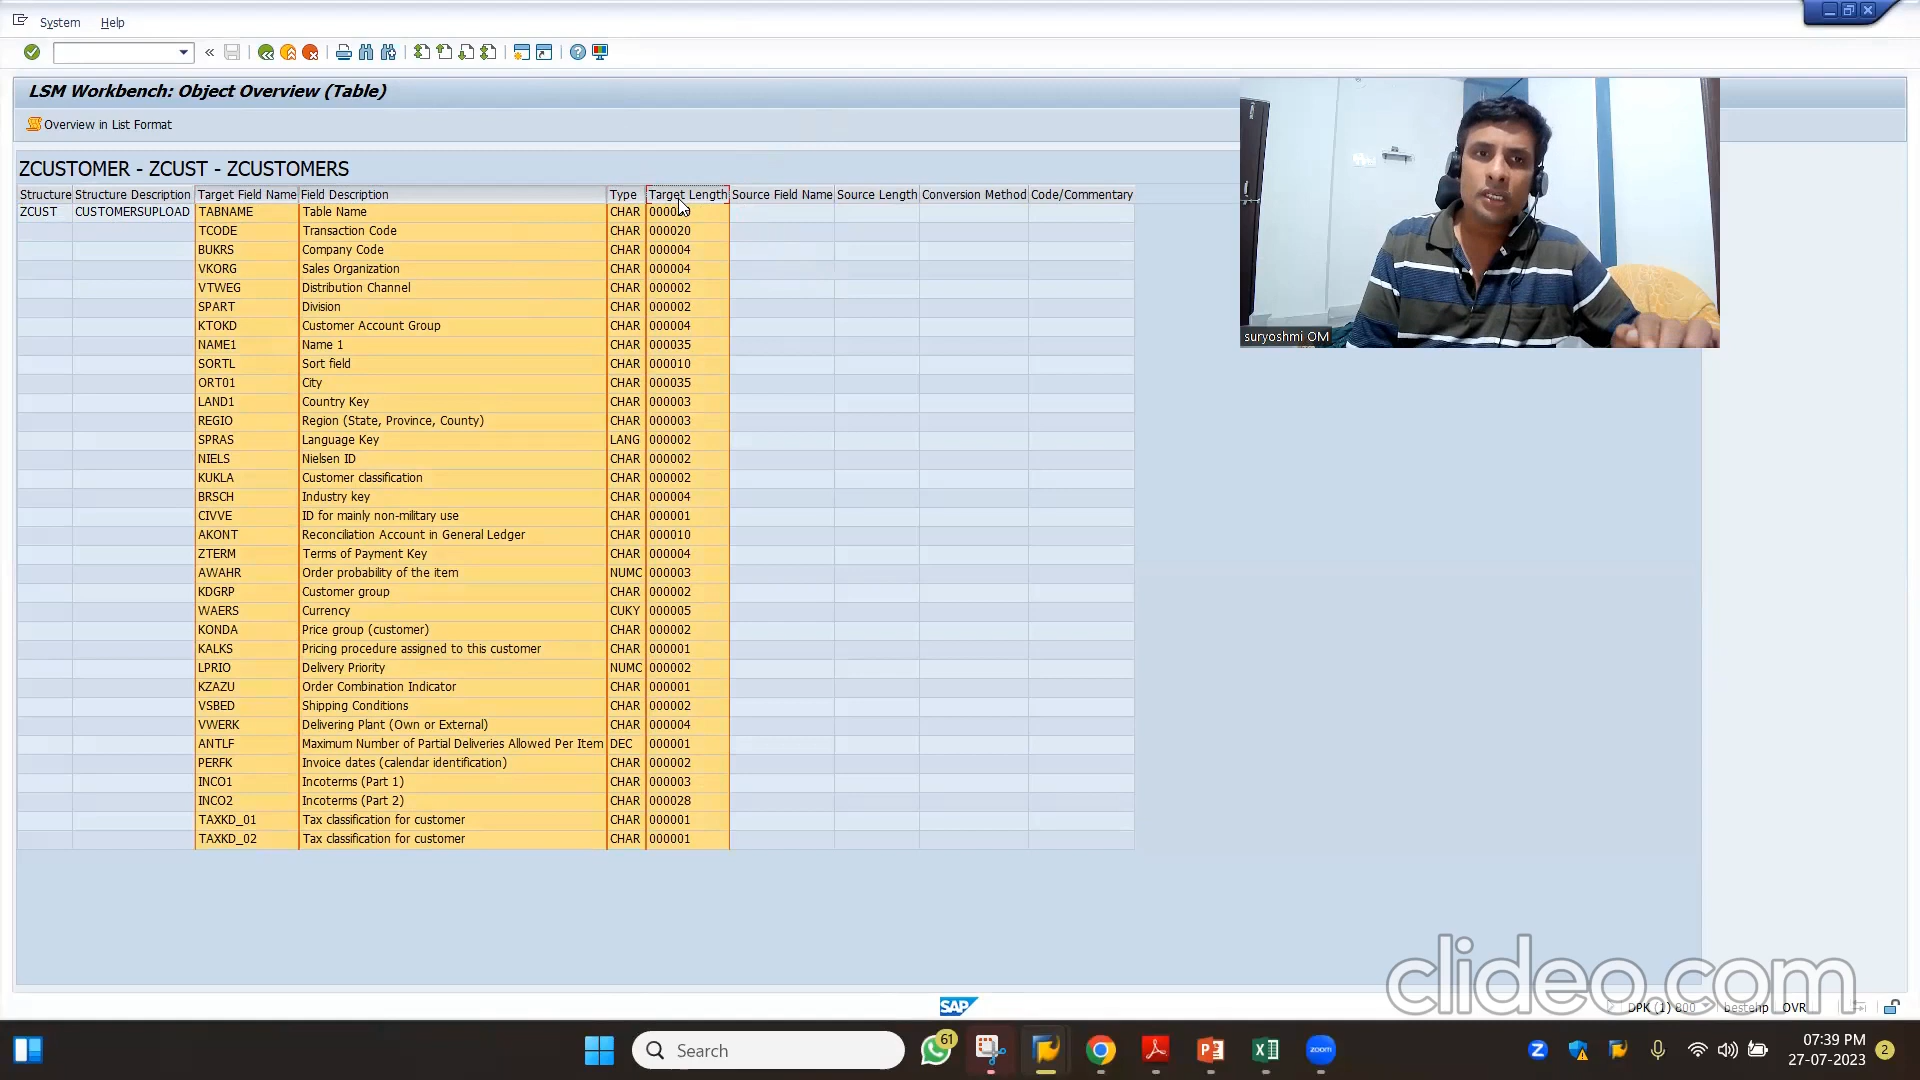 System Help
LSM Workbench: Object Overview (Table)
Overview in List Format
ZCUSTOMER - ZCUST - ZCUSTOMERS
Structure Structure Description Target Field Name Field Description Type Target Length Source Field Name Source Length Conversion Method Code/Commentary
ZCUST CUSTOMERSUPLOAD TABNAME Table Name CHAR
TCODE Transaction Code CHAR 000020
BUKRS Company Code CHAR 000004
VKORG Sales Organization CHAR 000004
VTWEG Distribution Channel CHAR 000002
SPART Division CHAR 000002
KTOKD Customer Account Group CHAR 000004
NAME1 Name 1 CHAR 000035
SORTL Sort field CHAR 000010
ORT01 City CHAR 000035
LAND1 Country Key CHAR 000003
REGIO Region (State, Province, County) CHAR 000003
SPRAS Language Key LANG 000002
NIELS Nielsen ID CHAR 000002
KUKLA Customer classification CHAR 000002
BRSCH Industry key CHAR 000004
CIVVE ID for mainly non-military use CHAR 000001
AKONT Reconciliation Account in General Ledger CHAR 000010
ZTERM Terms of Payment Key CHAR 000004
AWAHR Order probability of the item NUMC 000003
KDGRP Customer group CHAR 000002
WAERS Currency CUKY 000005
KONDA Price group (customer) CHAR 000002
KALKS Pricing procedure assigned to this customer CHAR 000001
LPRIO Delivery Priority NUMC 000002
KZAZU Order Combination Indicator CHAR 000001
VSBED Shipping Conditions CHAR 000002
VWERK Delivering Plant (Own or External) CHAR 000004
ANTLF Maximum Number of Partial Deliveries Allowed Per Item DEC 000001
PERFK Invoice dates (calendar identification) CHAR 000002
INCO1 Incoterms (Part 1) CHAR 000003
INCO2 Incoterms (Part 2) CHAR 000028
TAXKD_01 Tax classification for customer CHAR 000001
TAXKD_02 Tax classification for customer CHAR 000001
suryoshmi OM
clideo.com
SAP
DPK (1) 800 bestehp OVR
Search
61
zoom
07:39 PM
27-07-2023
2